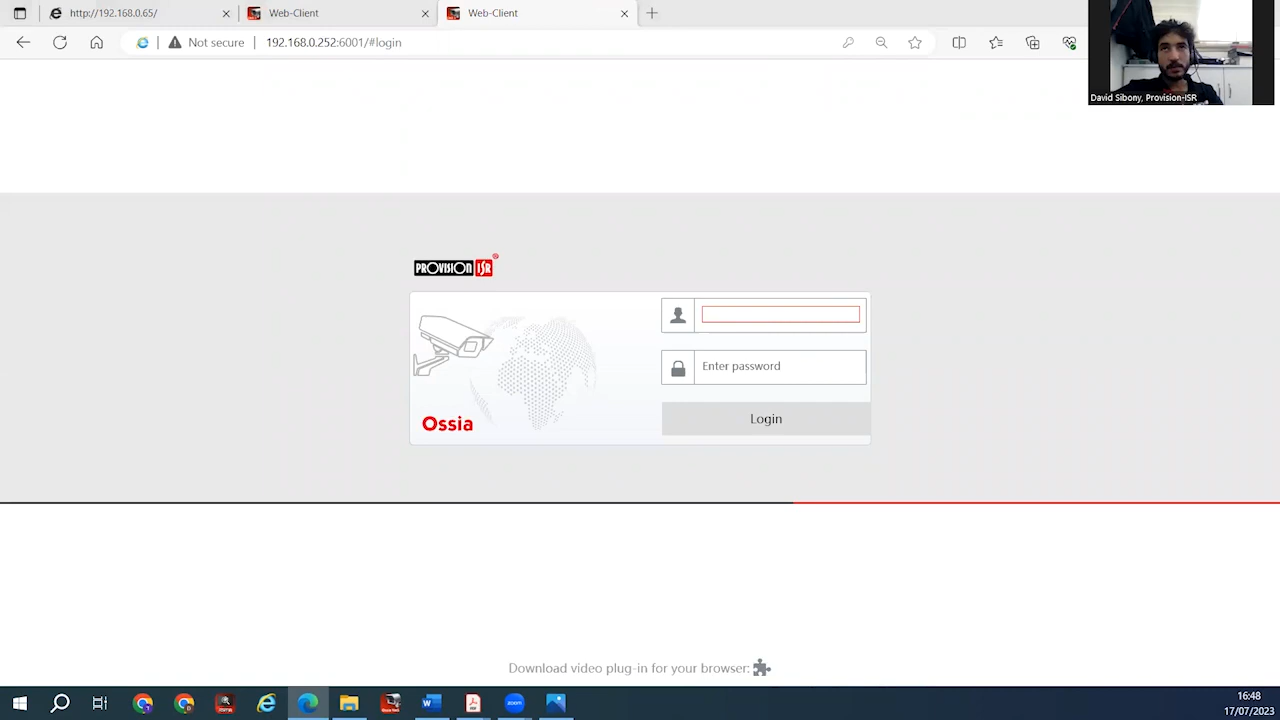 http://192.168.0.65/
Web-Client
Web-Client
Not secure
192.168.0.252:6001/#login
David Sibony, Provision-ISR
PROVISION ISR
Ossia
Enter password
Login
Download video plug-in for your browser:
16:48
17/07/2023